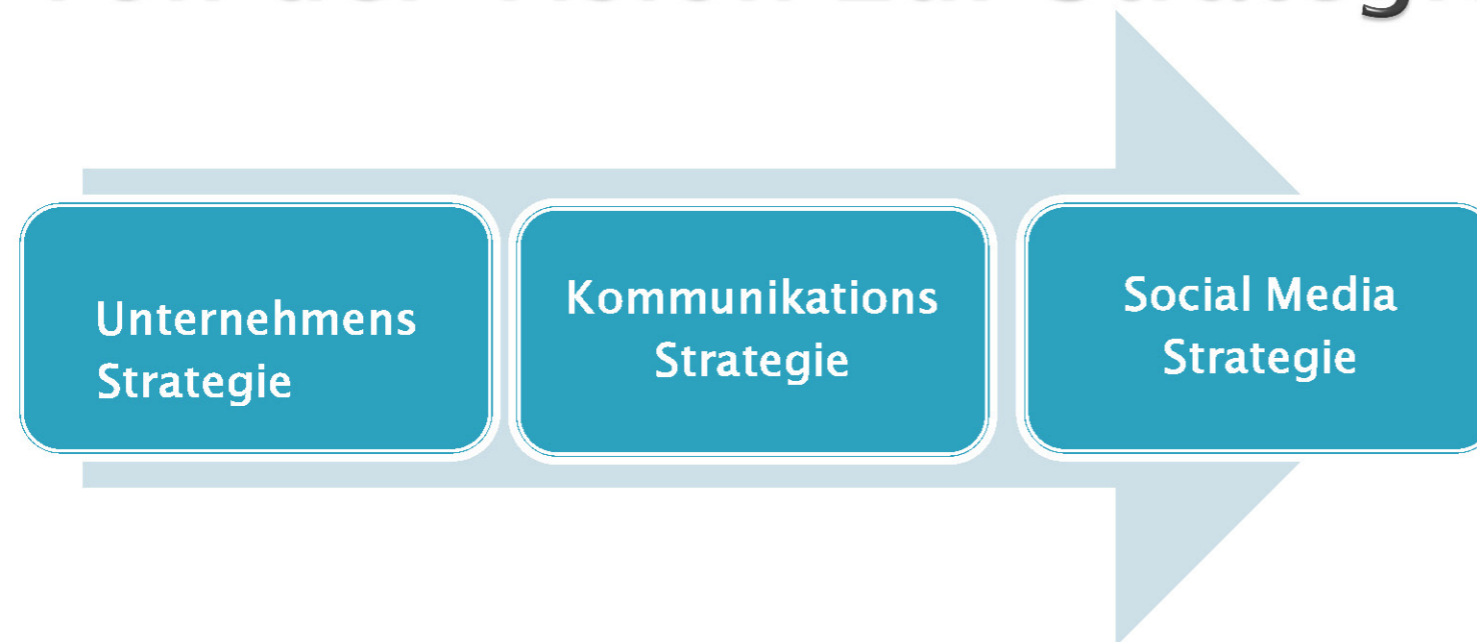 Unternehmens
Strategie
Kommunikations
Strategie
Social Media
Strategie